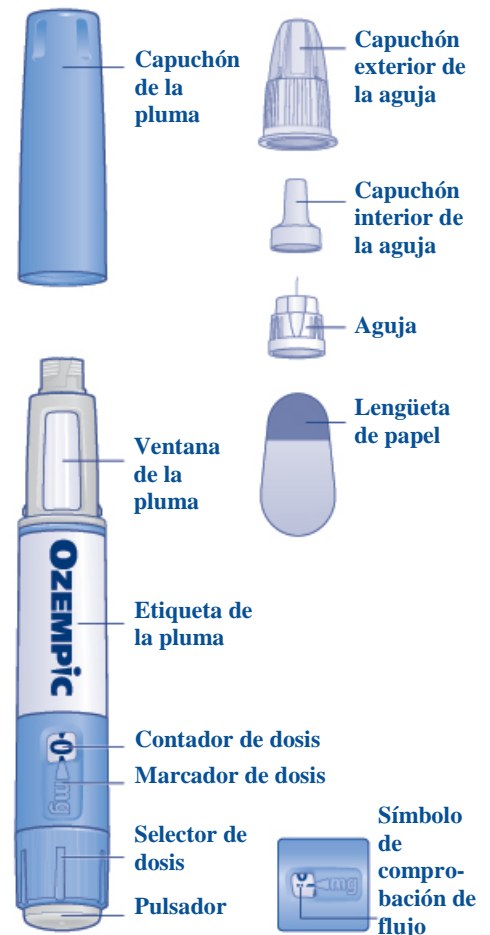 Capuchón
de la
pluma
Capuchón
exterior de
la aguja
Capuchón
interior de
la aguja
Aguja
Lengüeta
de papel
Ventana
de la
pluma
OZEMPiC
Etiqueta de
la pluma
0
Contador de dosis
mg
Marcador de dosis
Selector de
dosis
Pulsador
Símbolo
de
compro-
bación de
flujo
mg